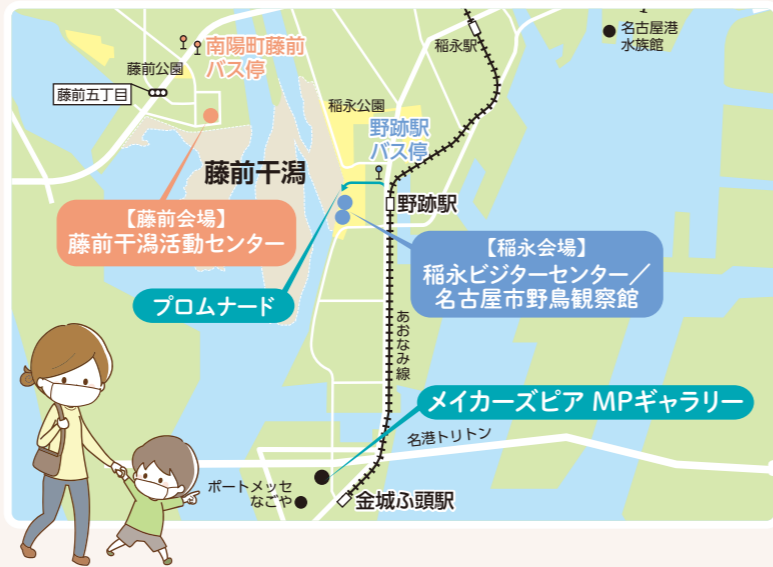 南陽町藤前
バス停
藤前公園
藤前五丁目
稲永駅
名古屋港
水族館
稲永公園
野跡駅
バス停
藤前干潟
野跡駅
【藤前会場】
藤前干潟活動センター
【稲永会場】
稲永ビジターセンター／
名古屋市野鳥観察館
プロムナード
あおなみ線
メイカーズピア MPギャラリー
名港トリトン
ポートメッセ
なごや
金城ふ頭駅